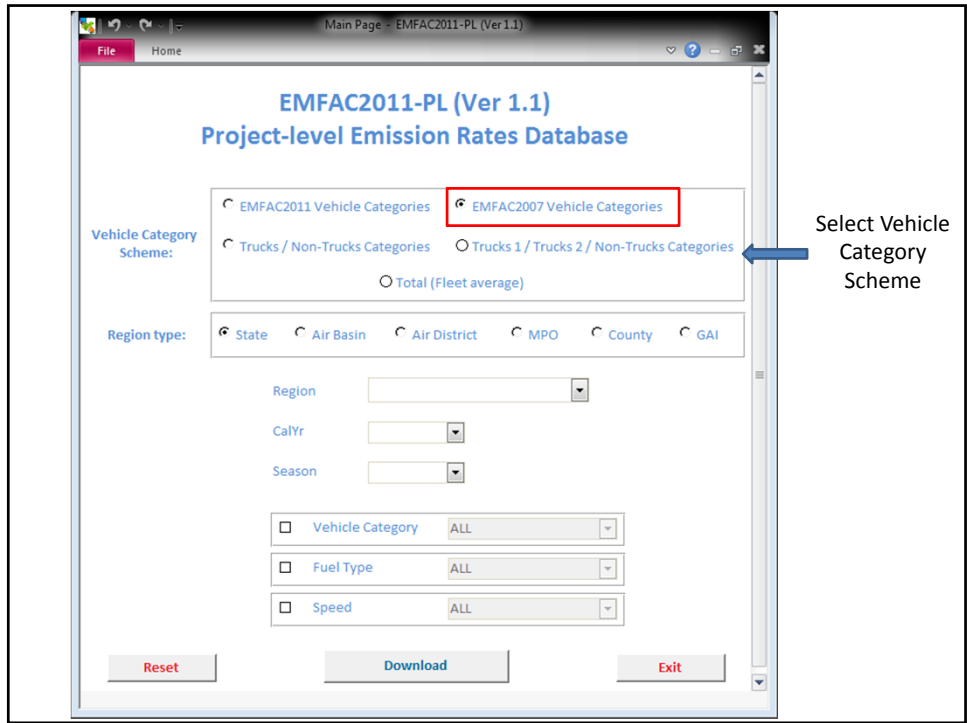 Main Page - EMFAC2011-PL (Ver 1.1)
File Home
EMFAC2011-PL (Ver 1.1)
Project-level Emission Rates Database
Vehicle Category
Scheme:
EMFAC2011 Vehicle Categories EMFAC2007 Vehicle Categories
Trucks / Non-Trucks Categories Trucks 1 / Trucks 2 / Non-Trucks Categories
Total (Fleet average)
Select Vehicle
Category
Scheme
Region type: State Air Basin Air District MPO County GAI
Region
CalYr
Season
Vehicle Category ALL
Fuel Type ALL
Speed ALL
Reset Download Exit